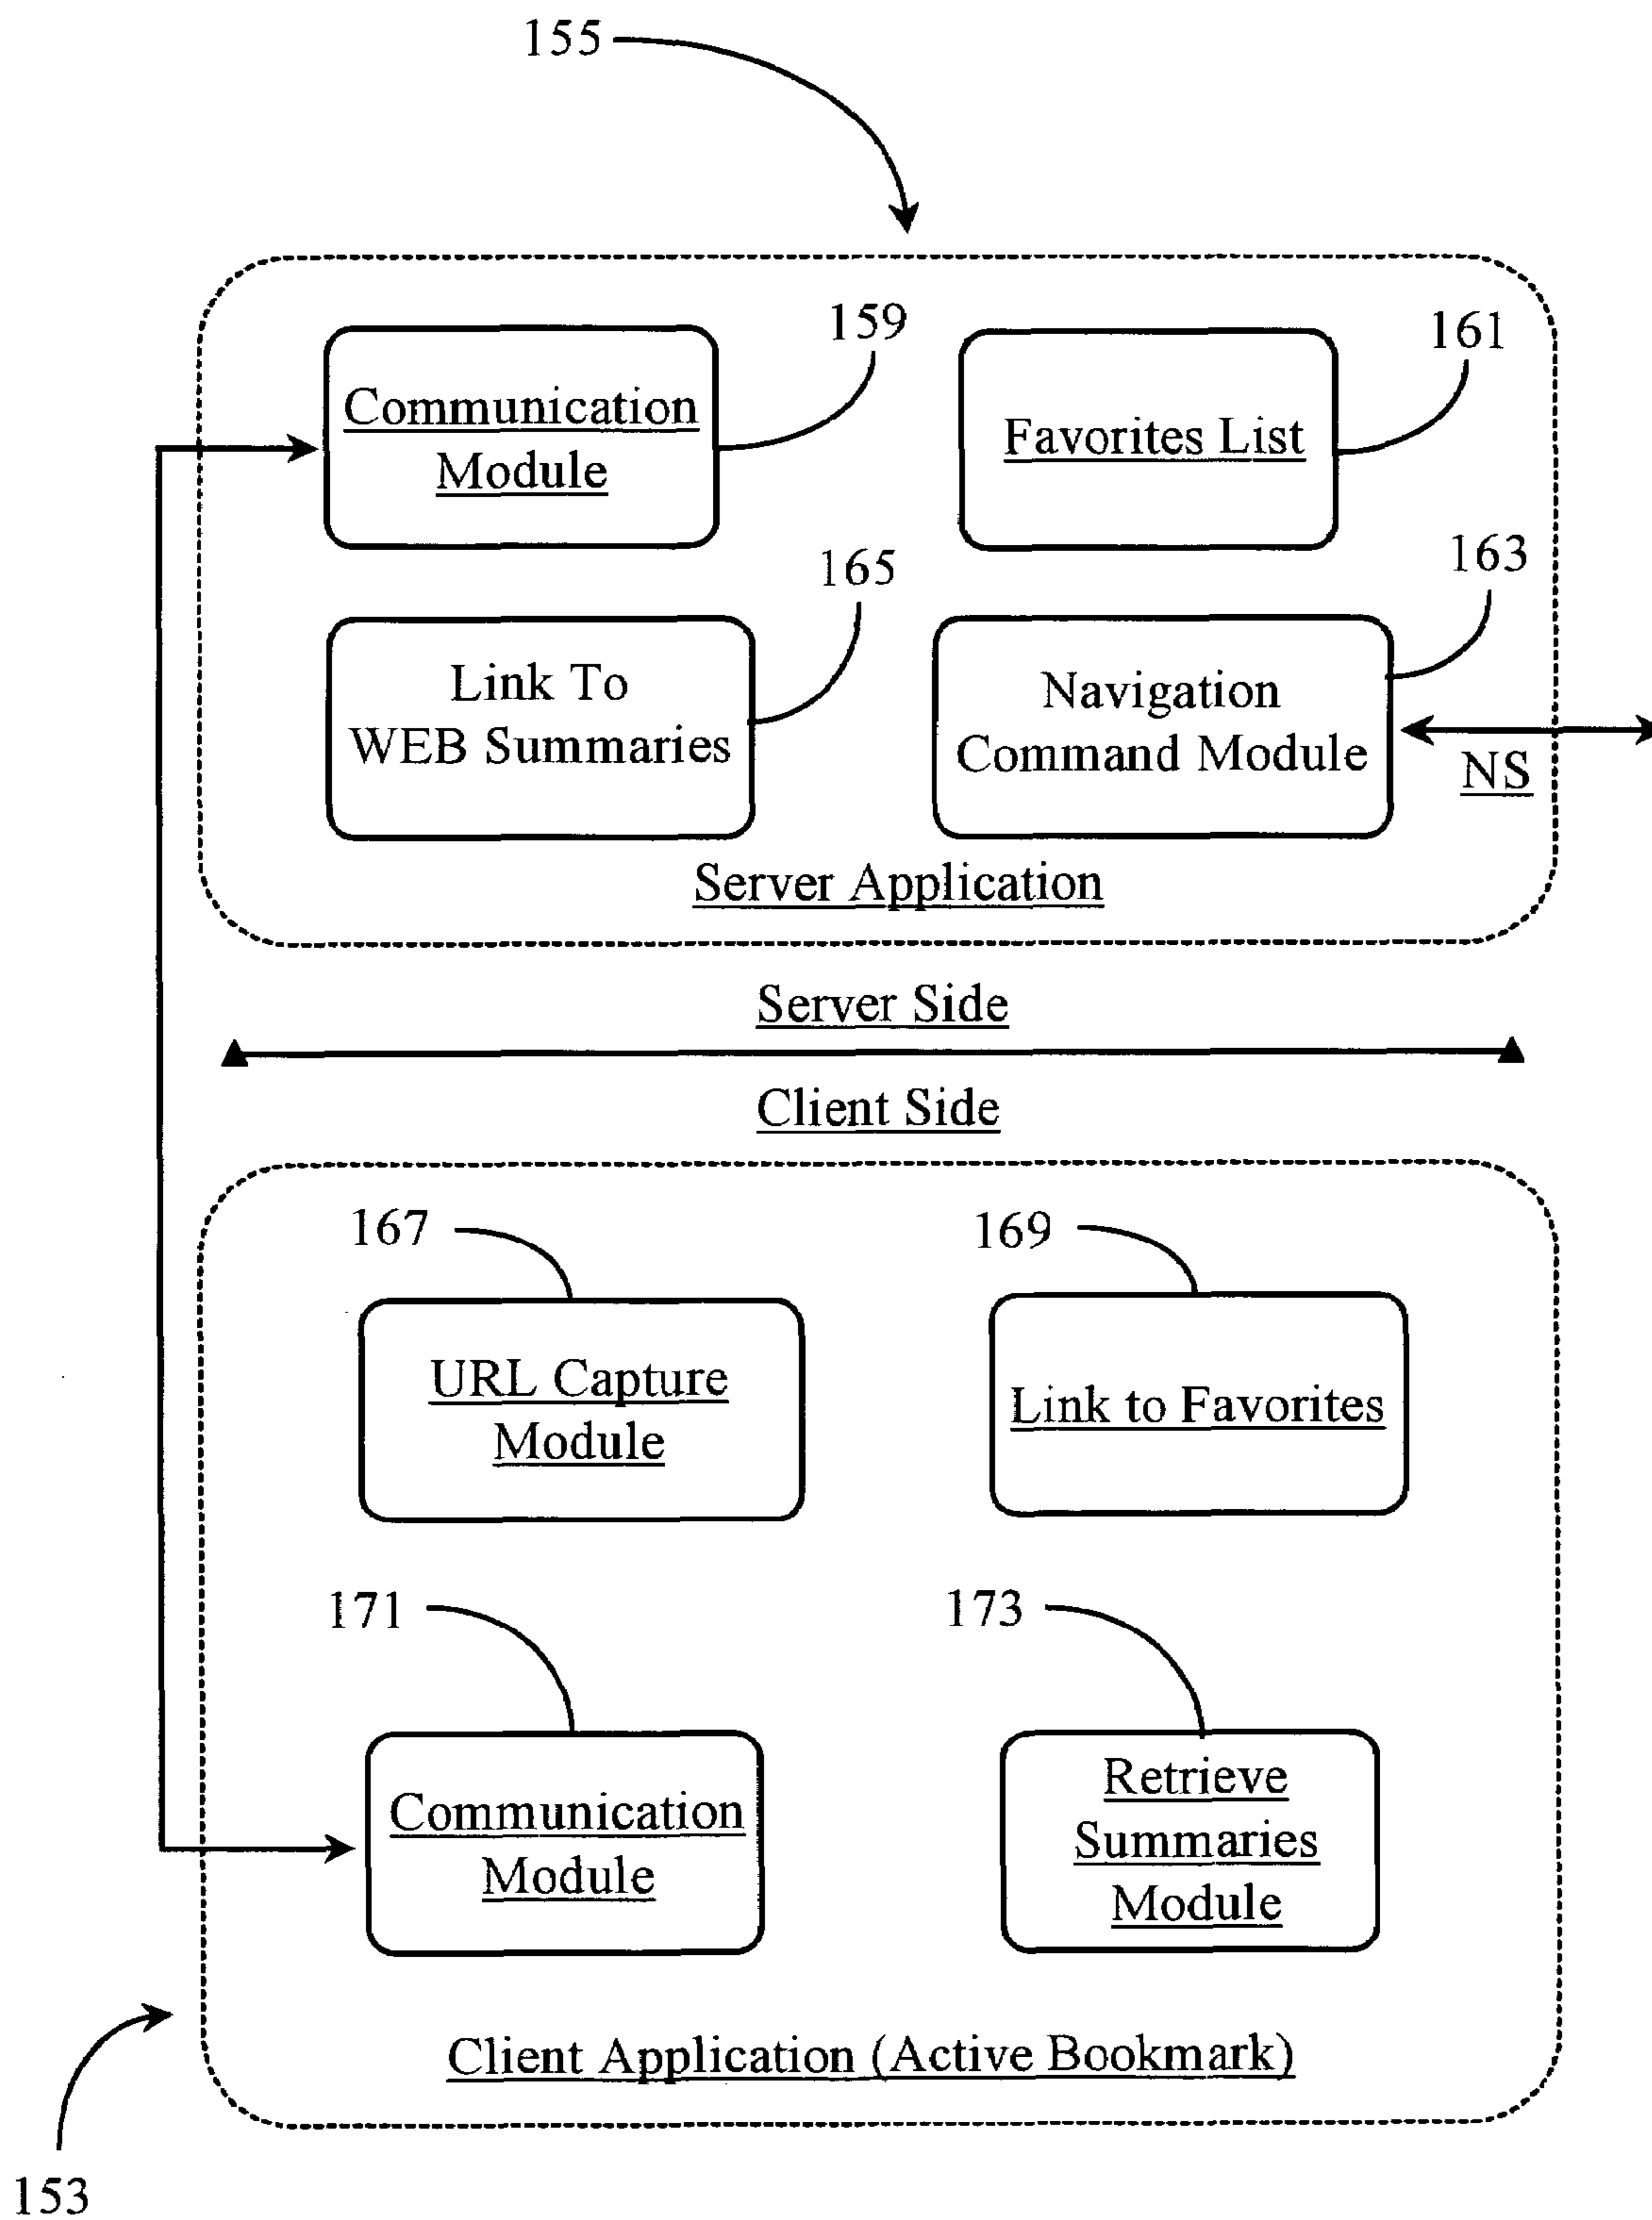 155
159
161
Communication
Module
Favorites List
165
163
Link To
WEB Summaries
Navigation
Command Module
NS
Server Application
Server Side
Client Side
167
169
URL Capture
Module
Link to Favorites
171
173
Communication
Module
Retrieve
Summaries
Module
Client Application (Active Bookmark)
153